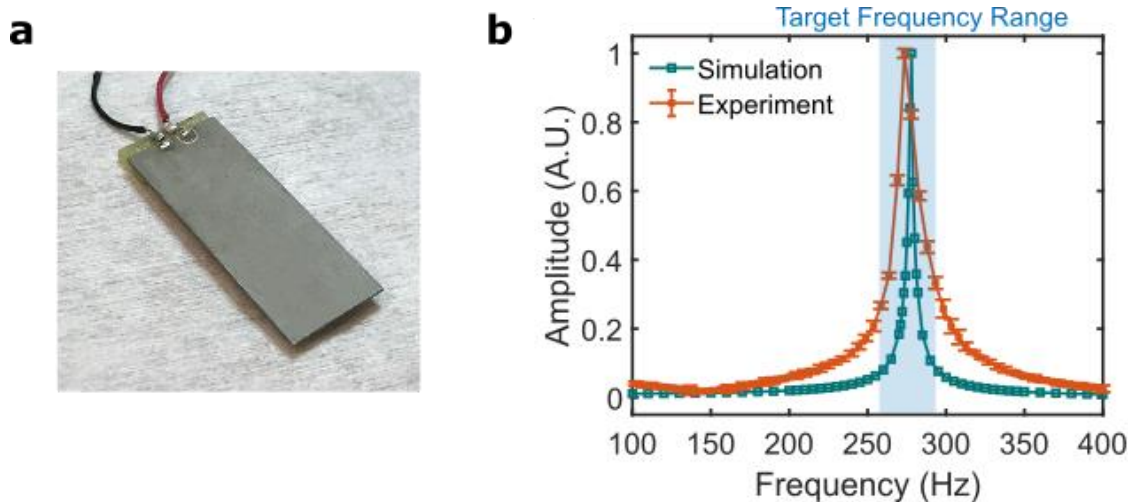 a
b
Target Frequency Range
Simulation
Experiment
Amplitude (A.U.)
1
0.8
0.6
0.4
0.2
0
100 150 200 250 300 350 400
Frequency (Hz)